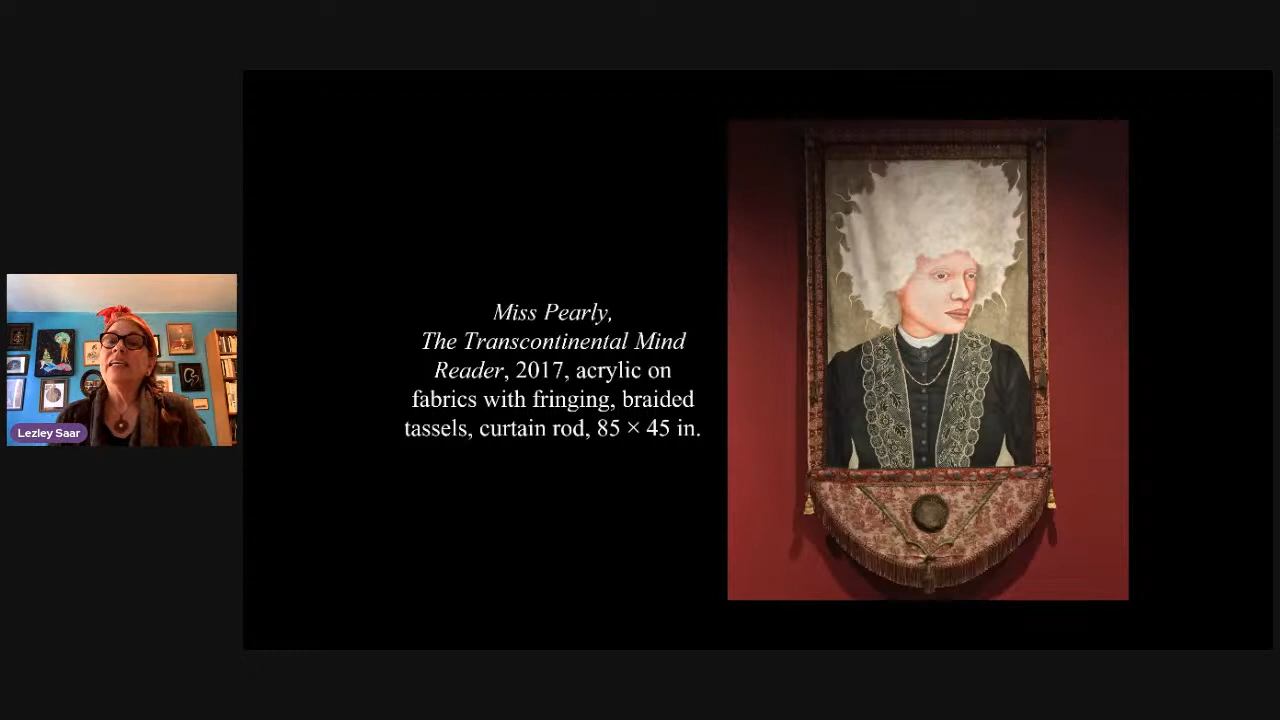 Miss Pearly,
The Transcontinental Mind
Reader, 2017, acrylic on
fabrics with fringing, braided
tassels, curtain rod, 85 × 45 in.
Lezley Saar